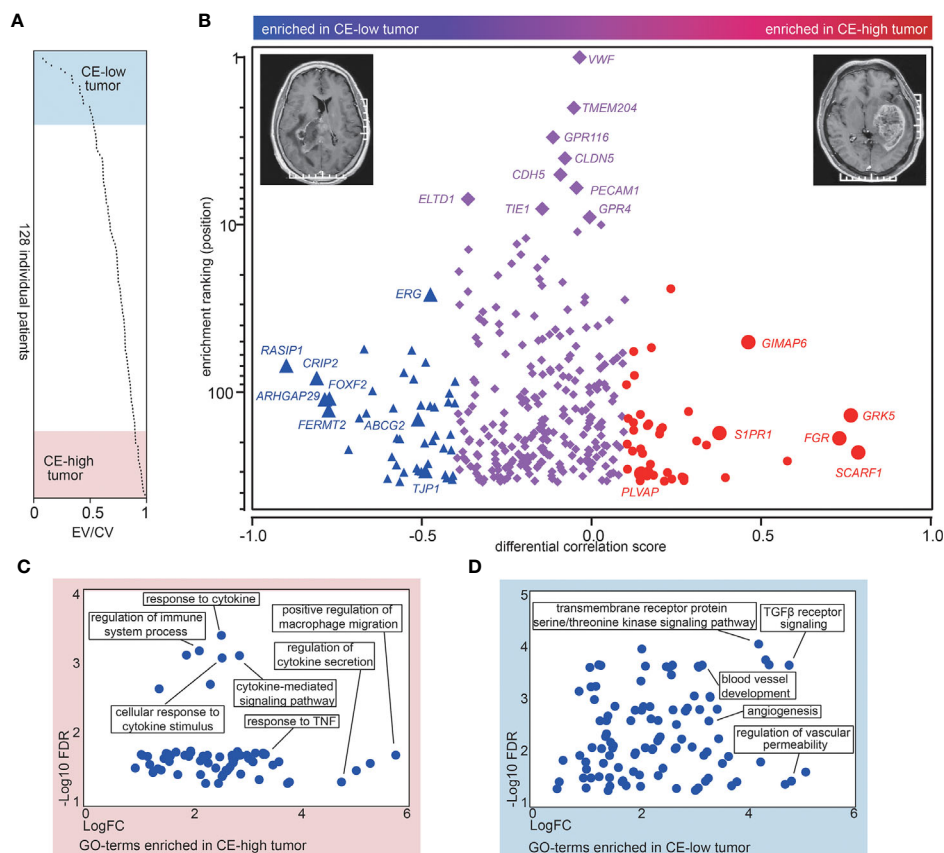 A
CE-low
tumor
128 individual
patients
CE-high
tumor
0
0.5
1
EV/CV
B
enriched in CE-low tumor
enriched in CE-high tumor
enrichment ranking (position)
1
10
100
VWF
TMEM204
GPR116
CLDN5
CDH5
PECAM1
ELTD1
TIE1
GPR4
ERG
GIMAP6
RASIP1
CRIP2
FOXF2
ARHGAP29
FERMT2
ABCG2
TJP1
S1PR1
GRK5
FGR
SCARF1
PLVAP
-1.0
-0.5
0.0
0.5
1.0
differential correlation score
C
-Log10 FDR
4
3
2
1
response to cytokine
regulation of immune
system process
positive regulation of
macrophage migration
regulation of
cytokine secretion
cytokine-mediated
signaling pathway
cellular response to
cytokine stimulus
response to TNF
0
2
4
6
LogFC
GO-terms enriched in CE-high tumor
D
-Log10 FDR
5
4
3
2
1
transmembrane receptor protein
serine/threonine kinase signaling pathway
TGFβ receptor
signaling
blood vessel
development
angiogenesis
regulation of vascular
permeability
0
2
4
6
LogFC
GO-terms enriched in CE-low tumor